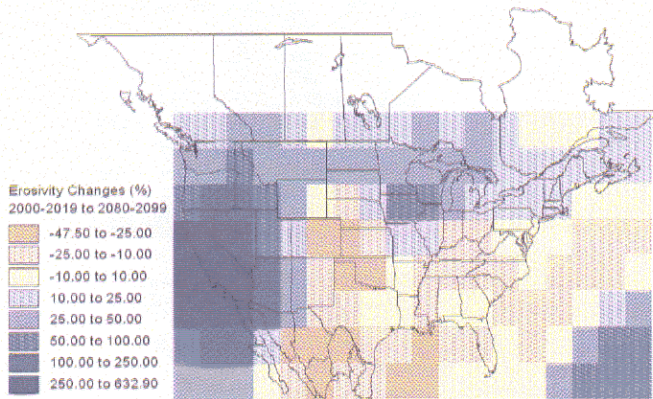 Erosivity Changes (%)
2000-2019 to 2080-2099
-47.50 to -25.00
-25.00 to -10.00
-10.00 to 10.00
10.00 to 25.00
25.00 to 50.00
50.00 to 100.00
100.00 to 250.00
250.00 to 632.90